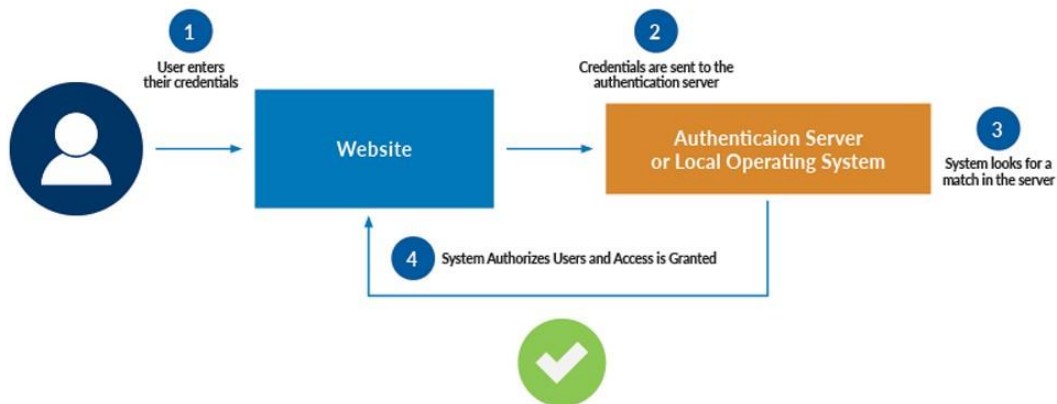 1
User enters
their credentials
2
Credentials are sent to the
authentication server
Website
Authenticaion Server
or Local Operating System
3
System looks for a
match in the server
4
System Authorizes Users and Access is Granted